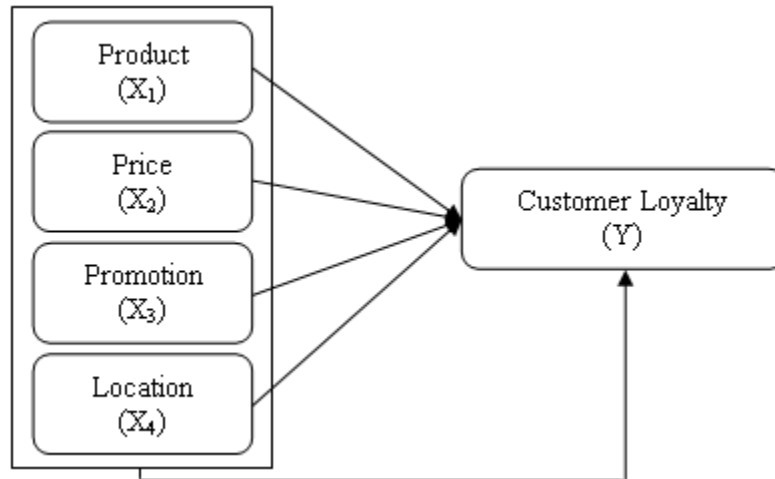 Product
(X₁)
Price
(X₂)
Promotion
(X₃)
Location
(X₄)
Customer Loyalty
(Y)